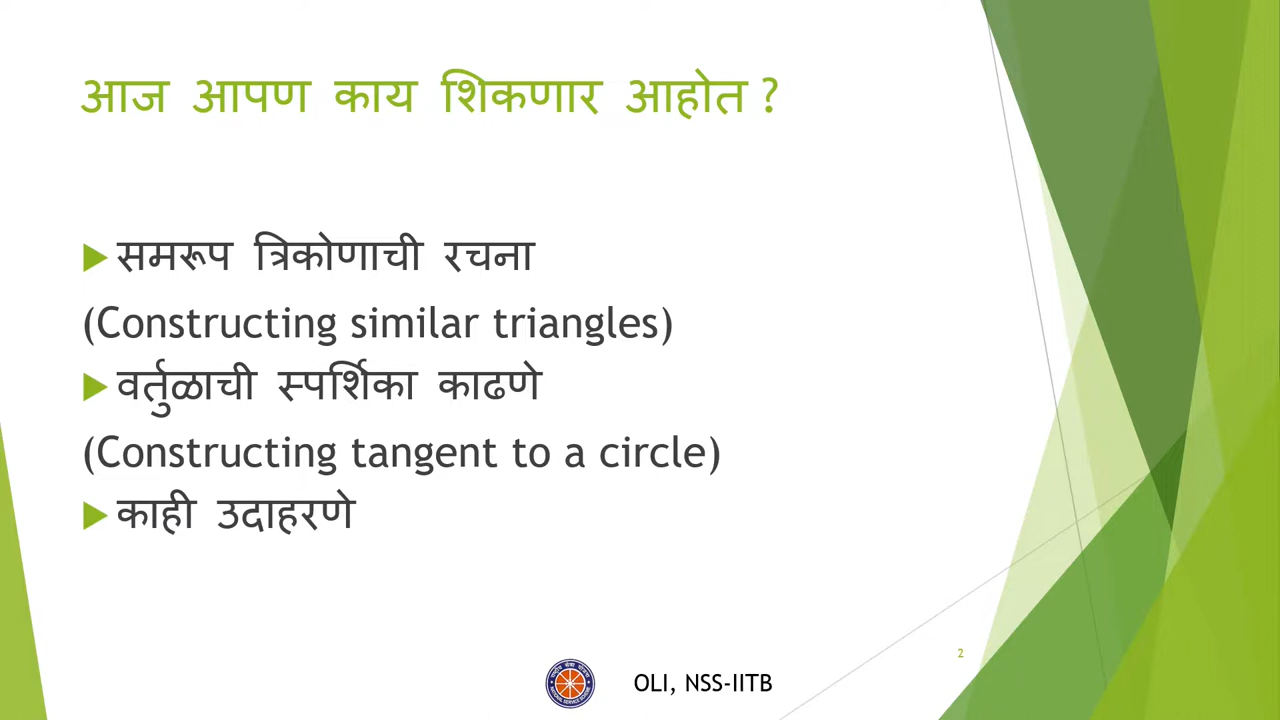 आज आपण काय शिकणार आहोत ?
समरूप त्रिकोणाची रचना
(Constructing similar triangles)
वर्तुळाची स्पर्शिका काढणे
(Constructing tangent to a circle)
काही उदाहरणे
2
OLI, NSS-IITB